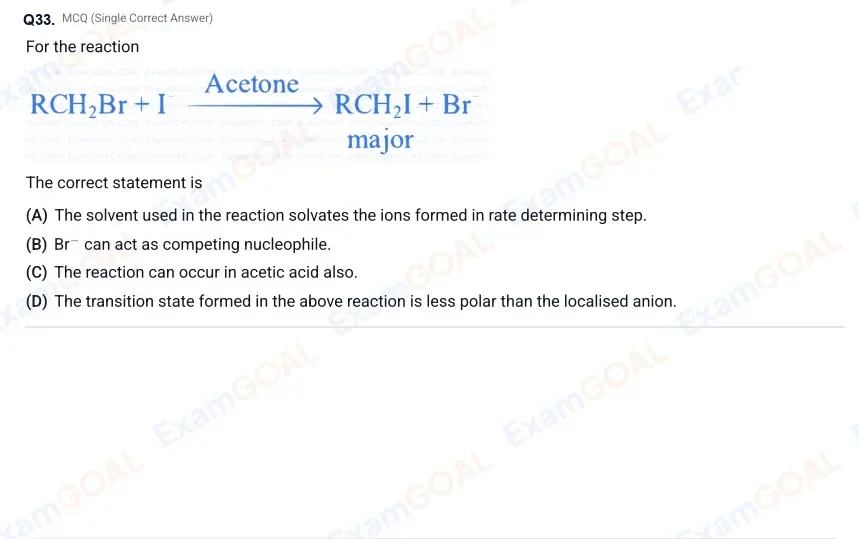 Q33. MCQ (Single Correct Answer)
For the reaction
Acetone
RCH₂Br + I⁻ ⟶ RCH₂I + Br⁻
major
The correct statement is
(A) The solvent used in the reaction solvates the ions formed in rate determining step.
(B) Br⁻ can act as competing nucleophile.
(C) The reaction can occur in acetic acid also.
(D) The transition state formed in the above reaction is less polar than the localised anion.
ExamGOAL